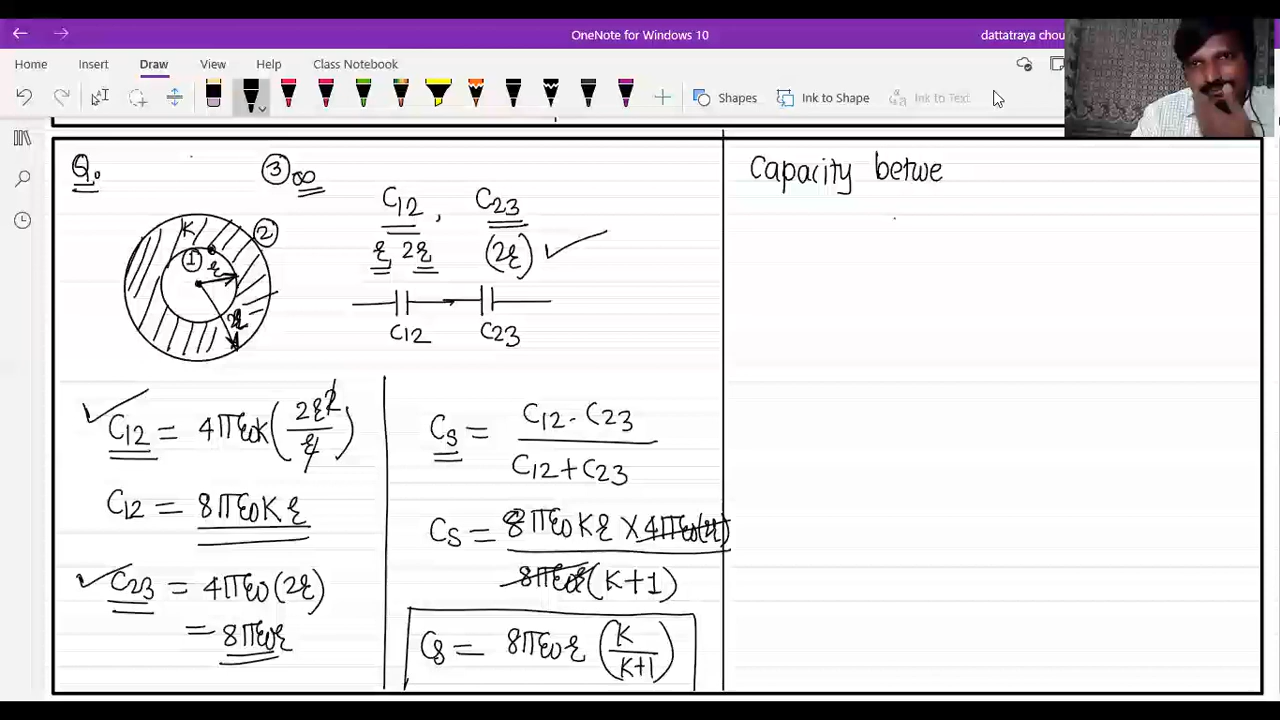 OneNote for Windows 10
dattatraya chou
Home Insert Draw View Help Class Notebook
Shapes Ink to Shape Ink to Text
Q.
③ ∞
C12 , C23
r, 2r (2r) ✓
K ②
① r
2r
C12 C23
✓ C12 = 4πε0K(2r²/r)
C12 = 8πε0Kr
✓ C23 = 4πε0(2r)
= 8πε0r
Cs = C12 . C23 / C12 + C23
Cs = 8πε0Kr × 4πε0(2r) / 8πε0r(K+1)
Cs = 8πε0r (K/K+1)
Capacity betwe